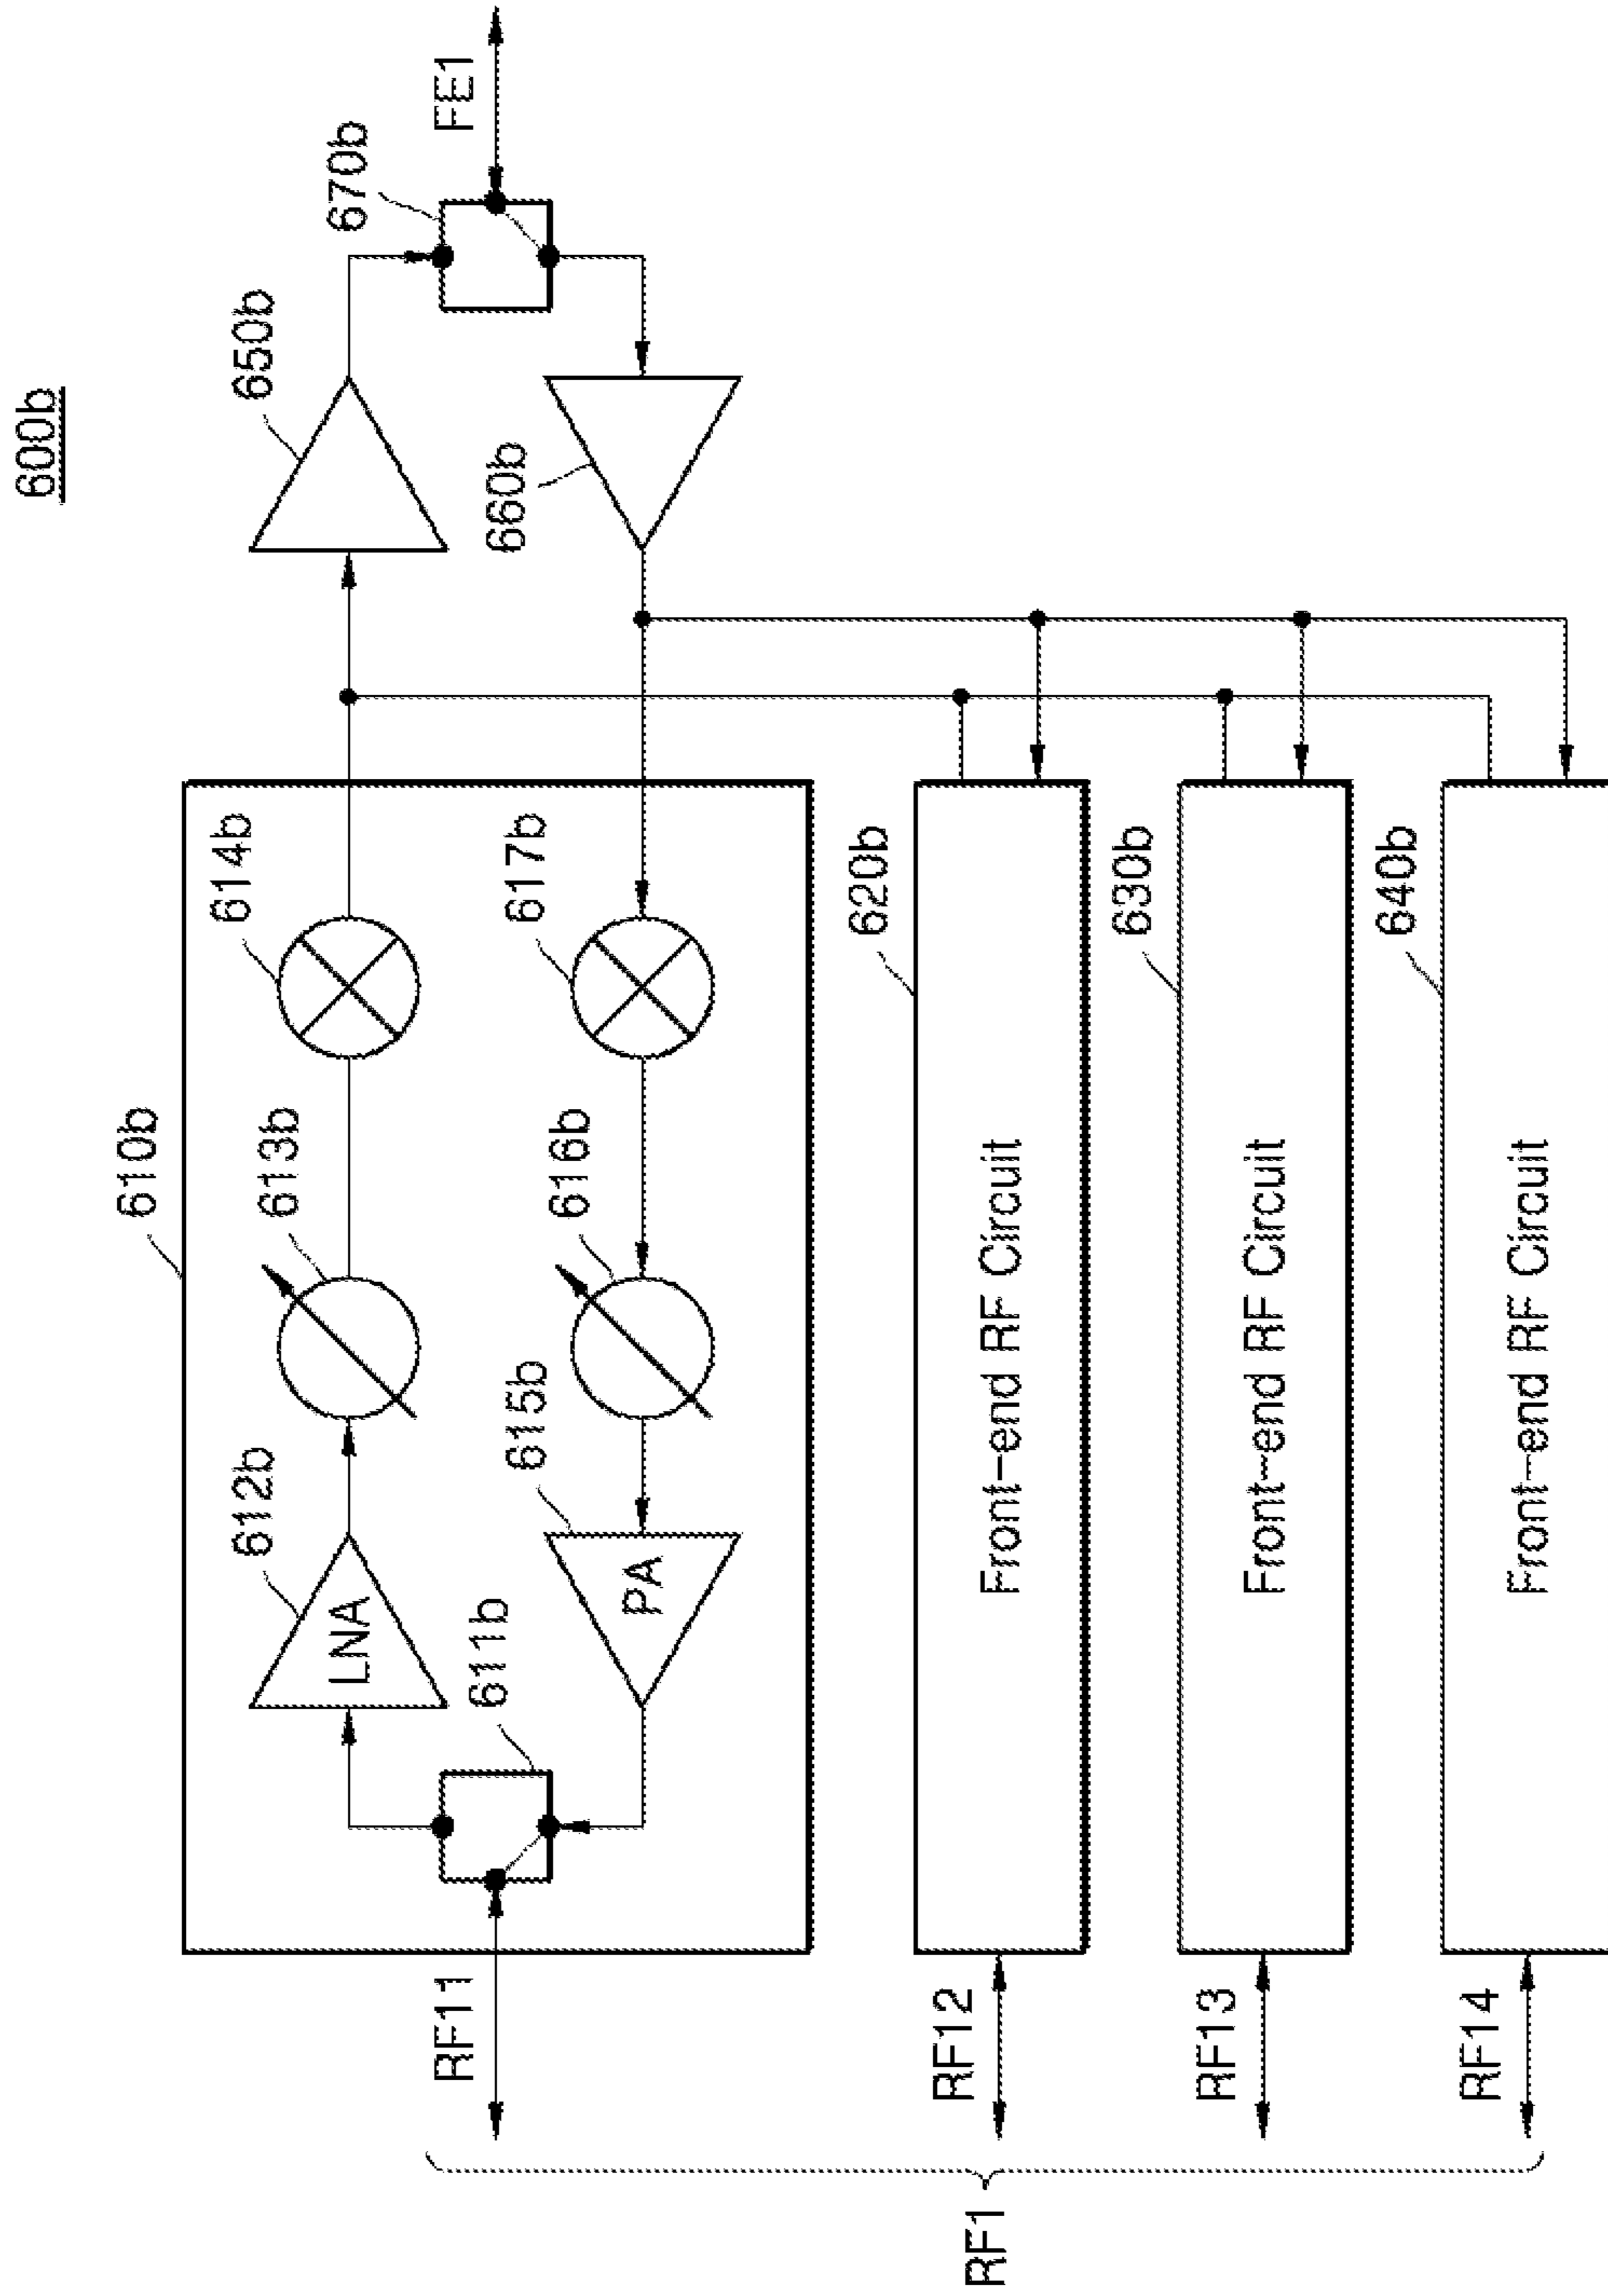 600b
610b
612b
613b
614b
650b
670b
LNA
RF11
FE1
611b
615b
616b
617b
660b
PA
620b
RF12
Front-end RF Circuit
630b
RF13
Front-end RF Circuit
640b
RF14
Front-end RF Circuit
RF1